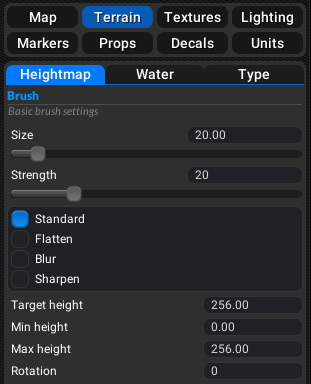 Map Terrain Textures Lighting
Markers Props Decals Units
Heightmap Water Type
Brush
Basic brush settings
Size 20.00
Strength 20
Standard
Flatten
Blur
Sharpen
Target height 256.00
Min height 0.00
Max height 256.00
Rotation 0